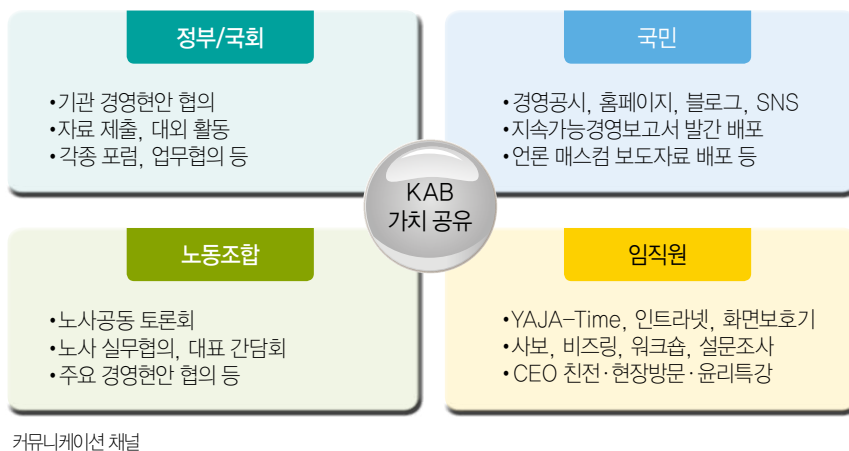 정부/국회
•기관 경영현안 협의
•자료 제출, 대외 활동
•각종 포럼, 업무협의 등
국민
•경영공시, 홈페이지, 블로그, SNS
•지속가능경영보고서 발간 배포
•언론 매스컴 보도자료 배포 등
KAB
가치 공유
노동조합
•노사공동 토론회
•노사 실무협의, 대표 간담회
•주요 경영현안 협의 등
임직원
•YAJA-Time, 인트라넷, 화면보호기
•사보, 비즈링, 워크숍, 설문조사
•CEO 친전·현장방문·윤리특강
커뮤니케이션 채널